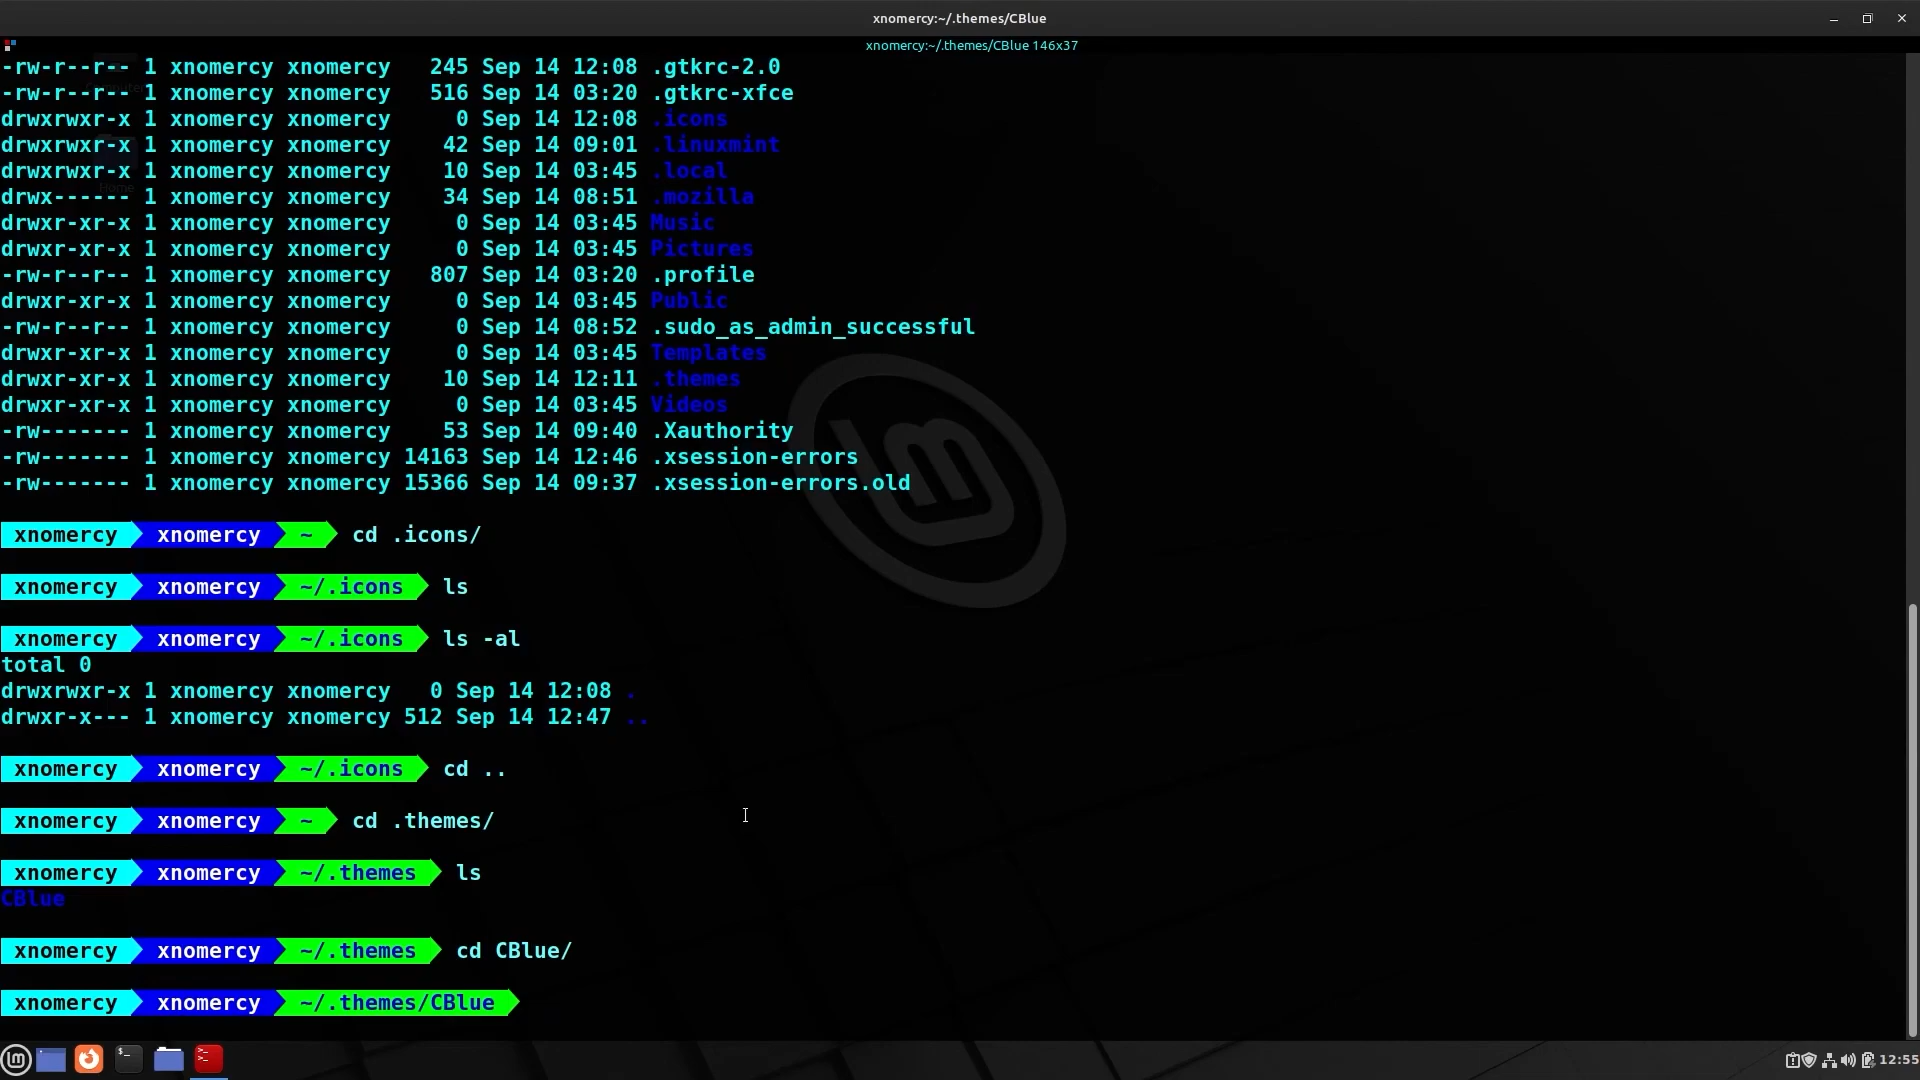 xnomercy:~/.themes/CBlue
xnomercy:~/.themes/CBlue 146x37
-rw-r--r-- 1 xnomercy xnomercy   245 Sep 14 12:08 .gtkrc-2.0
-rw-r--r-- 1 xnomercy xnomercy   516 Sep 14 03:20 .gtkrc-xfce
drwxrwxr-x 1 xnomercy xnomercy     0 Sep 14 12:08 .icons
drwxrwxr-x 1 xnomercy xnomercy    42 Sep 14 09:01 .linuxmint
drwxrwxr-x 1 xnomercy xnomercy    10 Sep 14 03:45 .local
drwx------ 1 xnomercy xnomercy    34 Sep 14 08:51 .mozilla
Home
drwxr-xr-x 1 xnomercy xnomercy     0 Sep 14 03:45 Music
drwxr-xr-x 1 xnomercy xnomercy     0 Sep 14 03:45 Pictures
-rw-r--r-- 1 xnomercy xnomercy   807 Sep 14 03:20 .profile
drwxr-xr-x 1 xnomercy xnomercy     0 Sep 14 03:45 Public
-rw-r--r-- 1 xnomercy xnomercy     0 Sep 14 08:52 .sudo_as_admin_successful
drwxr-xr-x 1 xnomercy xnomercy     0 Sep 14 03:45 Templates
drwxr-xr-x 1 xnomercy xnomercy    10 Sep 14 12:11 .themes
drwxr-xr-x 1 xnomercy xnomercy     0 Sep 14 03:45 Videos
-rw------- 1 xnomercy xnomercy    53 Sep 14 09:40 .Xauthority
-rw------- 1 xnomercy xnomercy 14163 Sep 14 12:46 .xsession-errors
-rw------- 1 xnomercy xnomercy 15366 Sep 14 09:37 .xsession-errors.old
xnomercy xnomercy ~ cd .icons/
xnomercy xnomercy ~/.icons ls
xnomercy xnomercy ~/.icons ls -al
total 0
drwxrwxr-x 1 xnomercy xnomercy   0 Sep 14 12:08 .
drwxr-x--- 1 xnomercy xnomercy 512 Sep 14 12:47 ..
xnomercy xnomercy ~/.icons cd ..
xnomercy xnomercy ~ cd .themes/
xnomercy xnomercy ~/.themes ls
CBlue
xnomercy xnomercy ~/.themes cd CBlue/
xnomercy xnomercy ~/.themes/CBlue
12:55